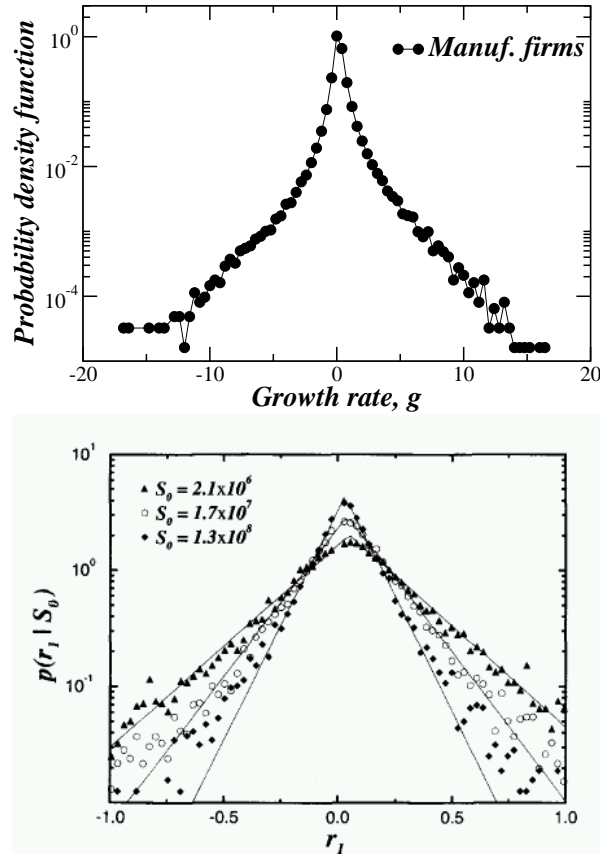 Probability density function
10^0
10^-2
10^-4
Manuf. firms
-20 -10 0 10 20
Growth rate, g
p(r_1 | S_0)
10^1
10^0
10^-1
S_0 = 2.1x10^6
S_0 = 1.7x10^7
S_0 = 1.3x10^8
-1.0 -0.5 0.0 0.5 1.0
r_1